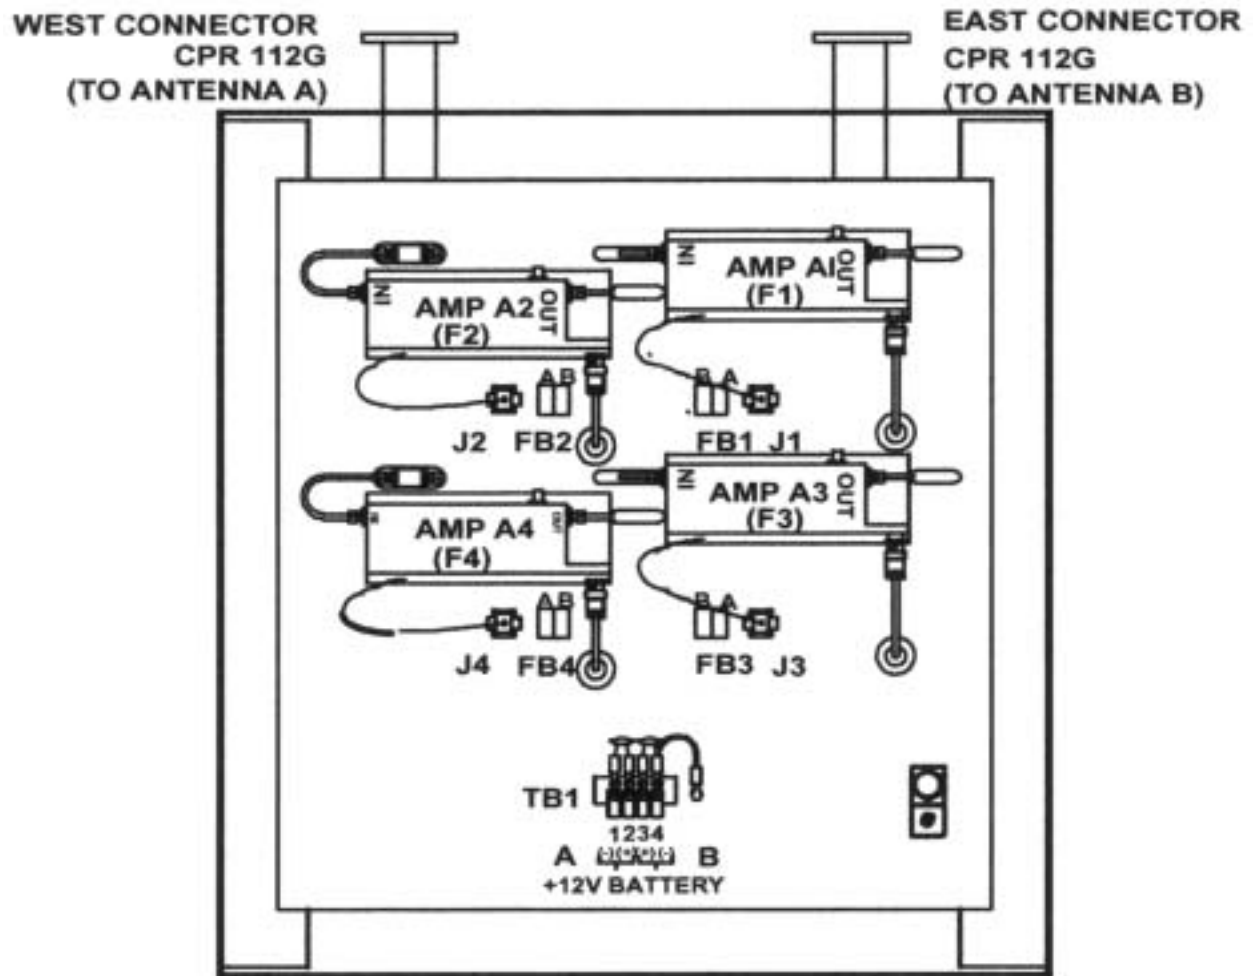 WEST CONNECTOR
CPR 112G
(TO ANTENNA A)
EAST CONNECTOR
CPR 112G
(TO ANTENNA B)
IN
AMP A2
(F2)
OUT
IN
AMP AI
(F1)
OUT
A B
J2 FB2
B A
FB1 J1
IN
AMP A4
(F4)
OUT
IN
AMP A3
(F3)
OUT
A B
J4 FB4
B A
FB3 J3
TB1
1234
A (-)(+)(+)(-) B
+12V BATTERY